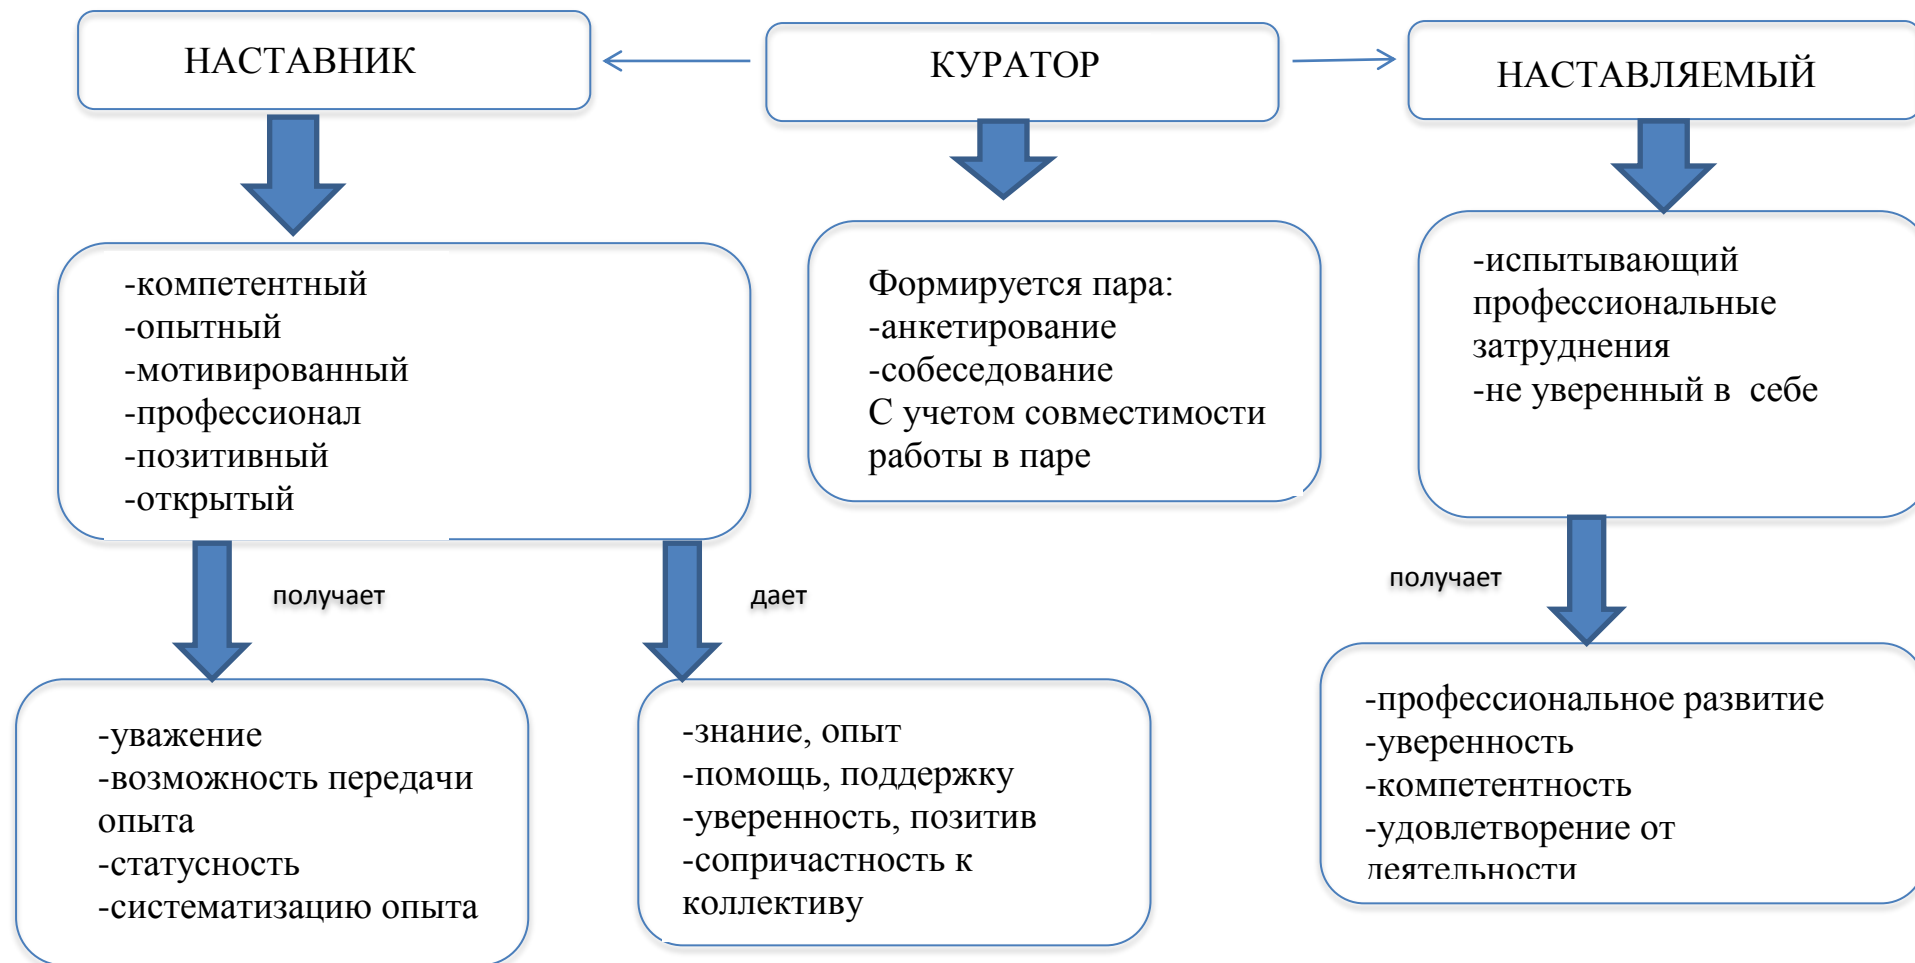 НАСТАВНИК
КУРАТОР
НАСТАВЛЯЕМЫЙ
-компетентный
-опытный
-мотивированный
-профессионал
-позитивный
-открытый
Формируется пара:
-анкетирование
-собеседование
С учетом совместимости
работы в паре
-испытывающий
профессиональные
затруднения
-не уверенный в себе
получает
дает
получает
-уважение
-возможность передачи
опыта
-статусность
-систематизацию опыта
-знание, опыт
-помощь, поддержку
-уверенность, позитив
-сопричастность к
коллективу
-профессиональное развитие
-уверенность
-компетентность
-удовлетворение от
деятельности